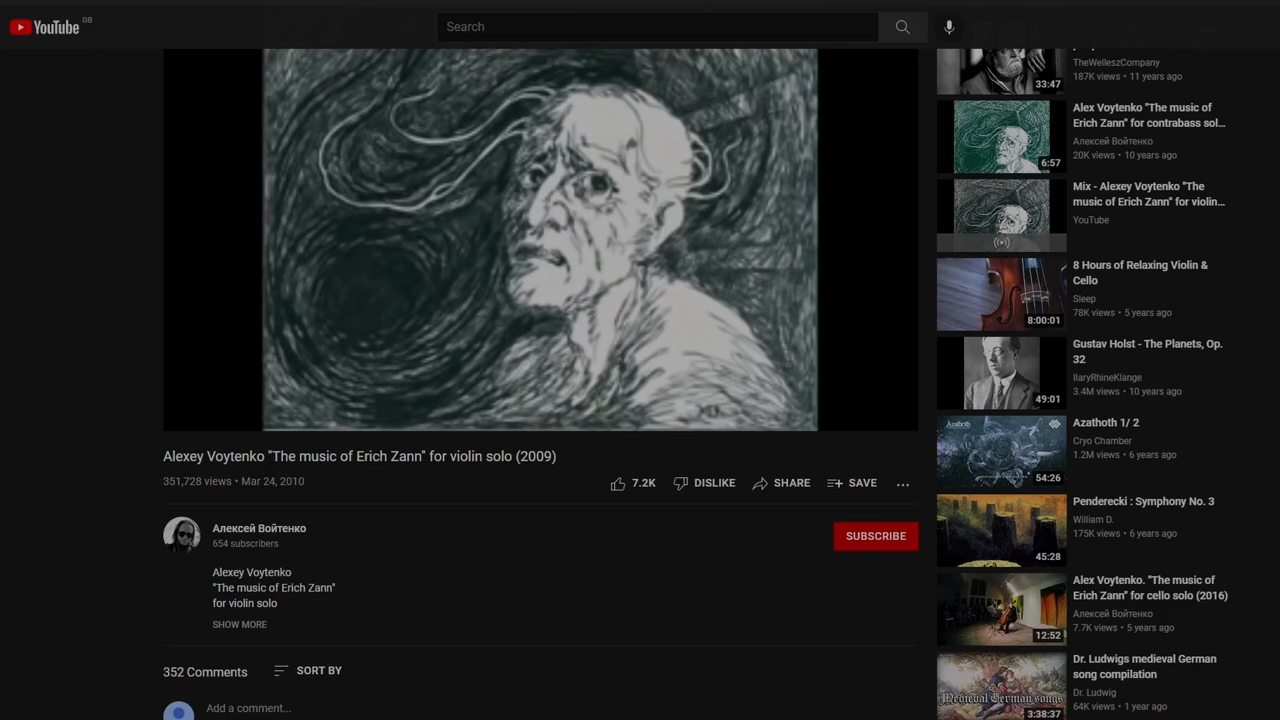 YouTube GB
Search
TheWelleszCompany
187K views • 11 years ago
33:47
Alex Voytenko "The music of
Erich Zann" for contrabass sol...
Алексей Войтенко
20K views • 10 years ago
6:57
Mix - Alexey Voytenko "The
music of Erich Zann" for violin...
YouTube
8 Hours of Relaxing Violin &
Cello
Sleep
78K views • 5 years ago
8:00:01
Gustav Holst - The Planets, Op.
32
IlaryRhineKlange
3.4M views • 10 years ago
49:01
Azathoth
Azathoth 1/ 2
Cryo Chamber
1.2M views • 6 years ago
54:26
Penderecki : Symphony No. 3
William D.
175K views • 6 years ago
45:28
Alex Voytenko. "The music of
Erich Zann" for cello solo (2016)
Алексей Войтенко
7.7K views • 5 years ago
12:52
Dr. Ludwigs medieval German
song compilation
Dr. Ludwig
64K views • 1 year ago
Medieval German songs
3:38:37
Alexey Voytenko "The music of Erich Zann" for violin solo (2009)
351,728 views • Mar 24, 2010
7.2K DISLIKE SHARE SAVE ...
Алексей Войтенко
654 subscribers
SUBSCRIBE
Alexey Voytenko
"The music of Erich Zann"
for violin solo
SHOW MORE
352 Comments SORT BY
Add a comment...